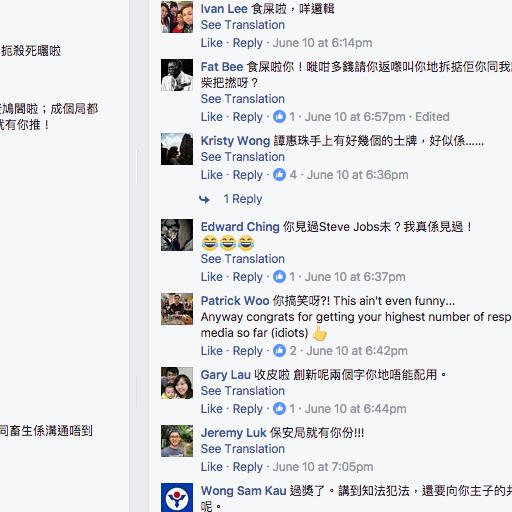 扼殺死曬啦
鳩閪啦；成個局都
就有你推！
同畜生係溝通唔到
Ivan Lee 食屎啦，咩邏輯
See Translation
Like · Reply · June 10 at 6:14pm
Fat Bee 食屎啦你！嘥咁多錢請你返嚟叫你地拆掂佢你同我
柴把撚呀？
See Translation
Like · Reply · 1 · June 10 at 6:57pm · Edited
Kristy Wong 譚惠珠手上有好幾個的士牌，好似係......
See Translation
Like · Reply · 4 · June 10 at 6:36pm
1 Reply
Edward Ching 你見過Steve Jobs未？我真係見過！
😂😂😂
See Translation
Like · Reply · 1 · June 10 at 6:37pm
Patrick Woo 你搞笑呀?! This ain't even funny...
Anyway congrats for getting your highest number of resp
media so far (idiots) 👍
Like · Reply · 2 · June 10 at 6:42pm
Gary Lau 收皮啦 創新呢兩個字你地唔能配用。
See Translation
Like · Reply · 1 · June 10 at 6:44pm
Jeremy Luk 保安局就有你份!!!
See Translation
Like · Reply · June 10 at 7:05pm
Wong Sam Kau 過獎了。講到知法犯法，還要向你主子的共
呢。